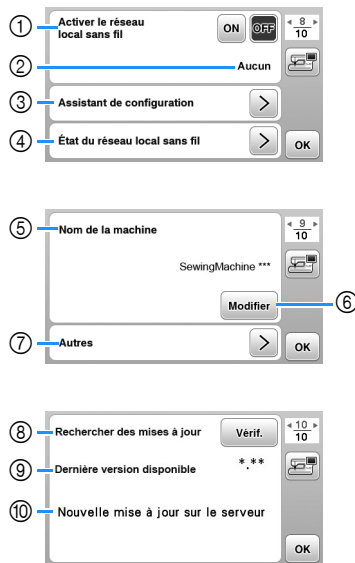 ① Activer le réseau
local sans fil
ON OFF
8
10
② Aucun
③ Assistant de configuration >
④ État du réseau local sans fil >
OK
⑤ Nom de la machine
9
10
SewingMachine ***
Modifier ⑥
⑦ Autres >
OK
⑧ Rechercher des mises à jour Vérif.
10
10
⑨ Dernière version disponible *.**
⑩ Nouvelle mise à jour sur le serveur
OK